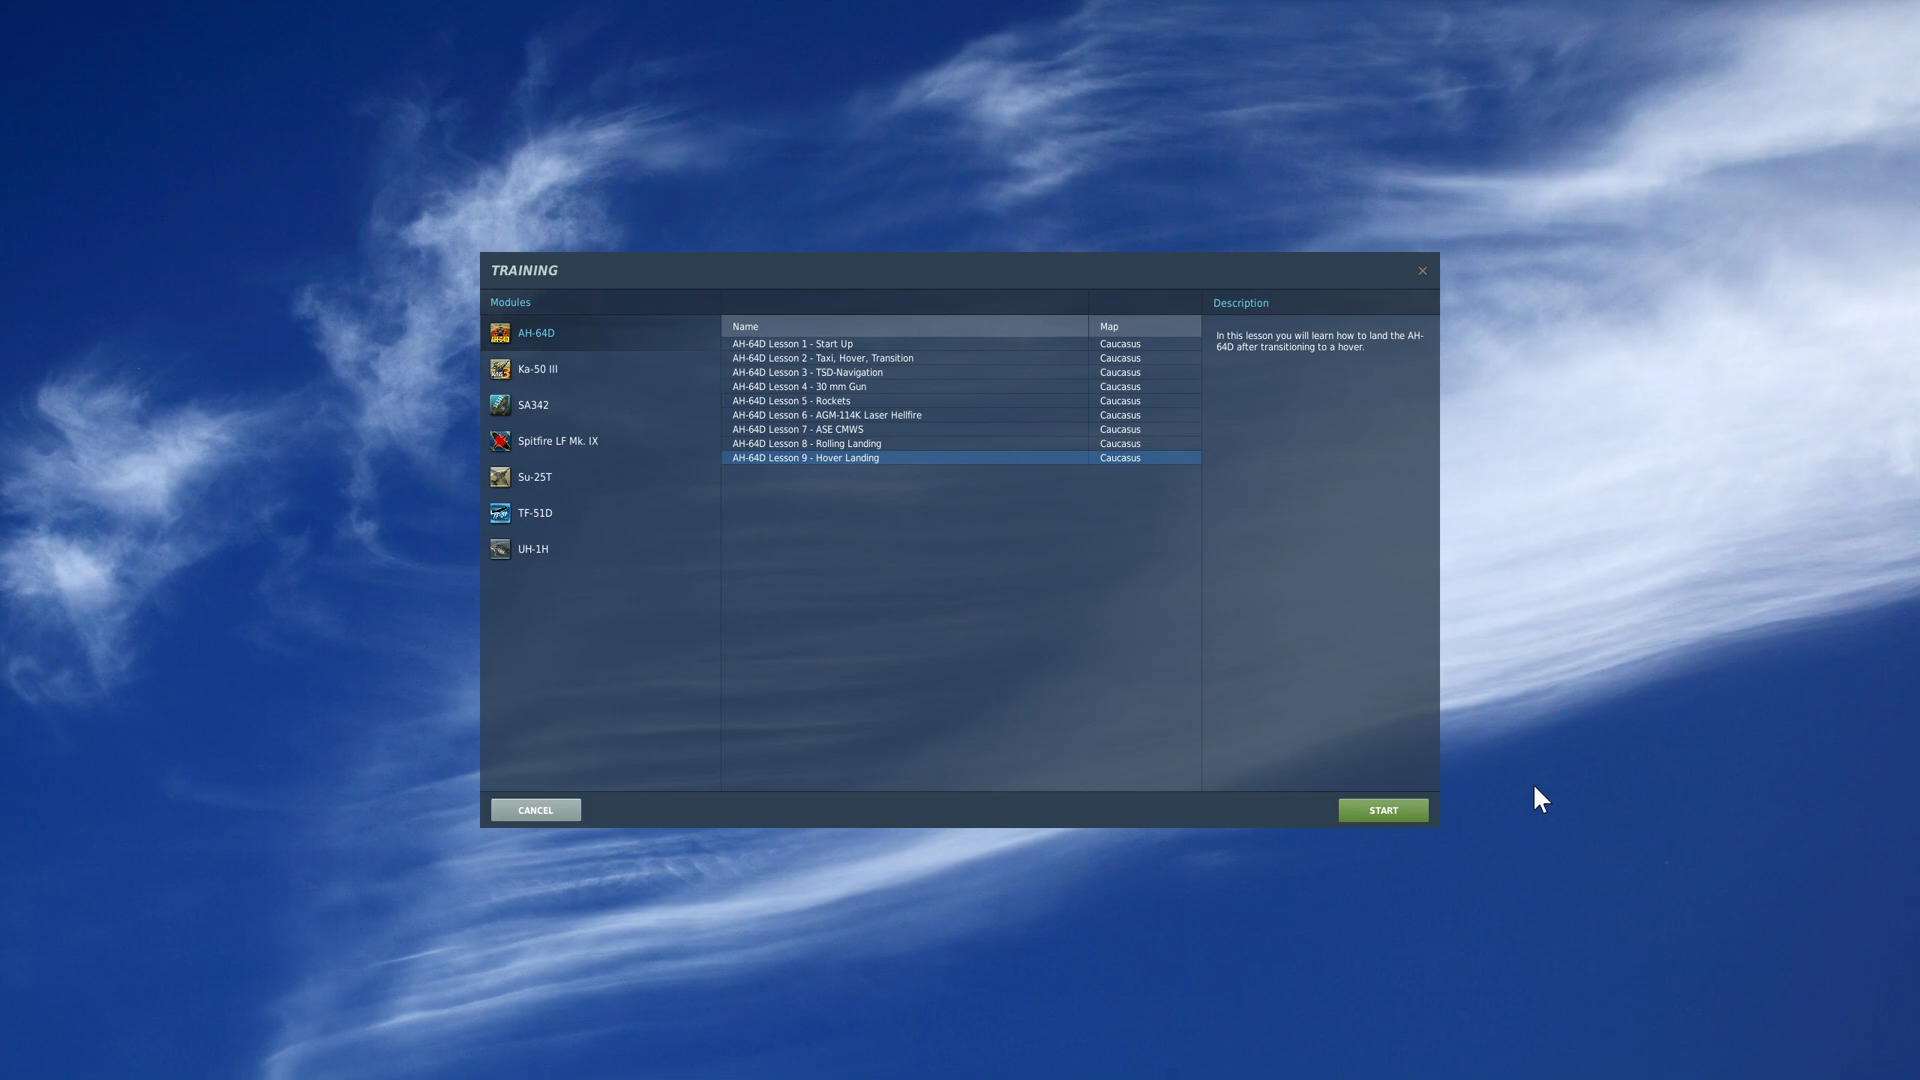 TRAINING
Modules
Description
AH-64D
Ka-50 III
SA342
Spitfire LF Mk. IX
Su-25T
TF-51D
UH-1H
Name Map
AH-64D Lesson 1 - Start Up Caucasus
AH-64D Lesson 2 - Taxi, Hover, Transition Caucasus
AH-64D Lesson 3 - TSD-Navigation Caucasus
AH-64D Lesson 4 - 30 mm Gun Caucasus
AH-64D Lesson 5 - Rockets Caucasus
AH-64D Lesson 6 - AGM-114K Laser Hellfire Caucasus
AH-64D Lesson 7 - ASE CMWS Caucasus
AH-64D Lesson 8 - Rolling Landing Caucasus
AH-64D Lesson 9 - Hover Landing Caucasus
In this lesson you will learn how to land the AH-
64D after transitioning to a hover.
CANCEL
START